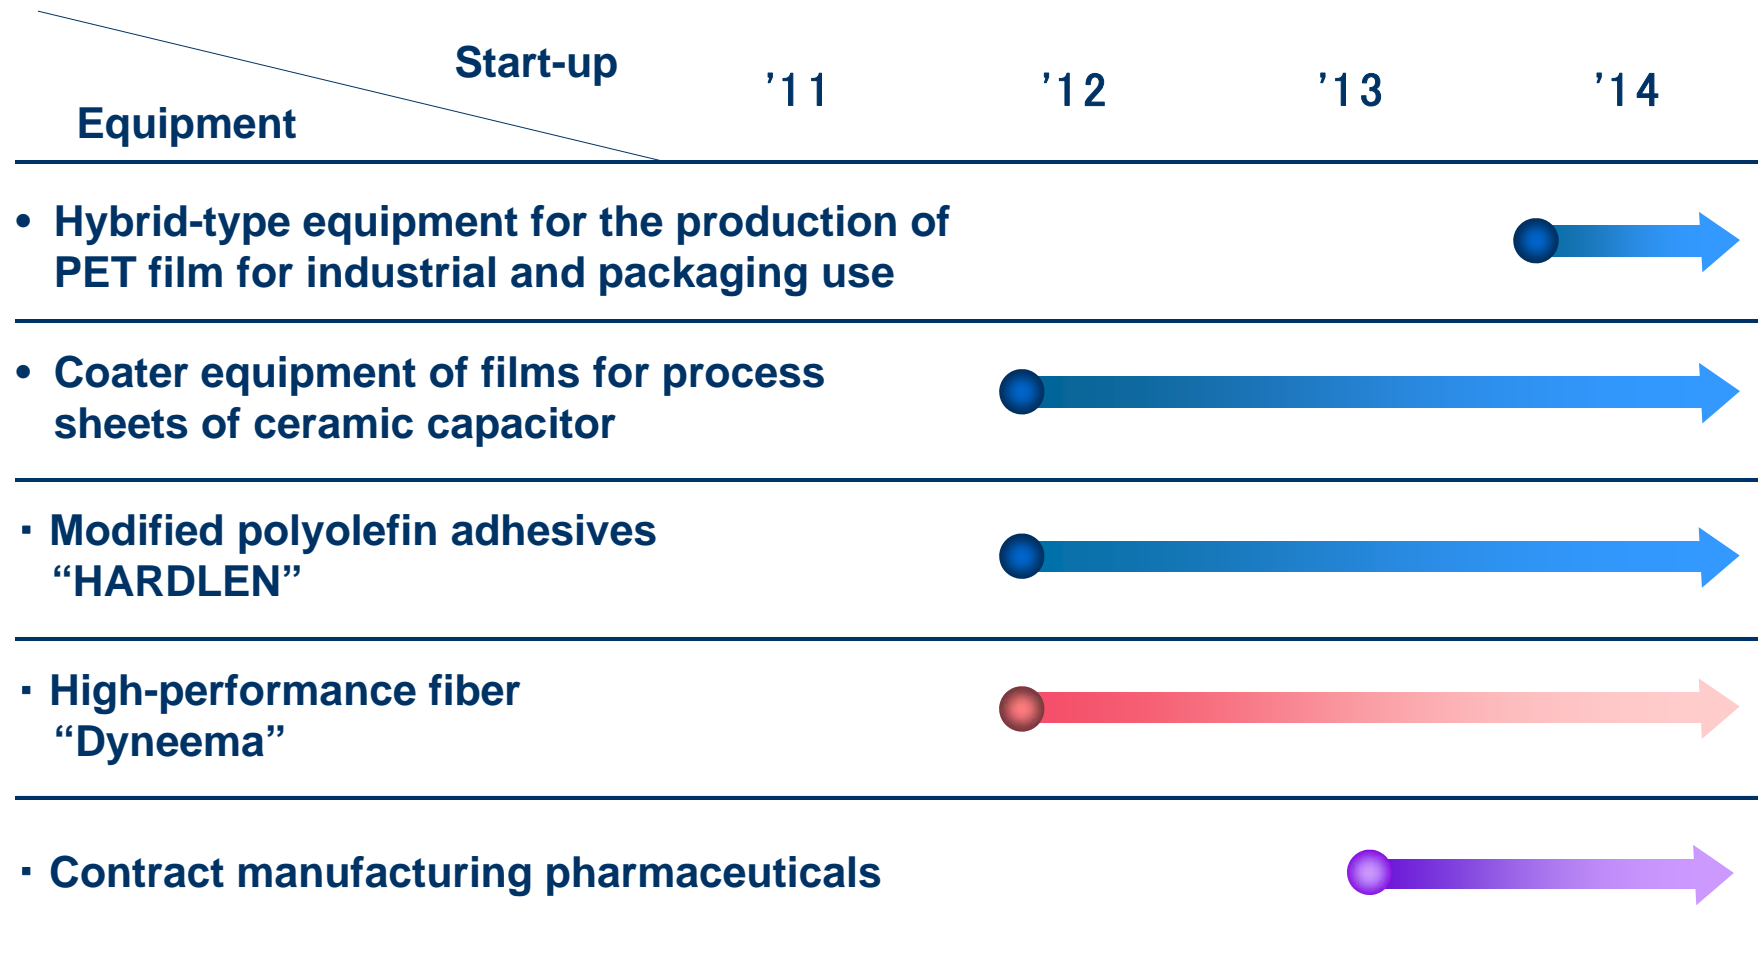 Start-up
Equipment
’11 ’12 ’13 ’14
• Hybrid-type equipment for the production of
PET film for industrial and packaging use
• Coater equipment of films for process
sheets of ceramic capacitor
・Modified polyolefin adhesives
“HARDLEN”
・High-performance fiber
“Dyneema”
・Contract manufacturing pharmaceuticals